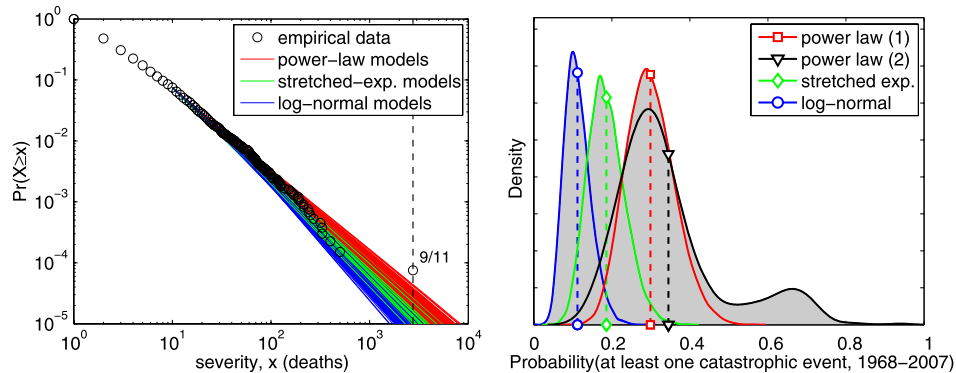 10^0
10^-1
10^-2
10^-3
10^-4
10^-5
Pr(X≥x)
empirical data
power−law models
stretched−exp. models
log−normal models
9/11
10^0 10^1 10^2 10^3 10^4
severity, x (deaths)
Density
power law (1)
power law (2)
stretched exp.
log−normal
0 0.2 0.4 0.6 0.8 1
Probability(at least one catastrophic event, 1968−2007)